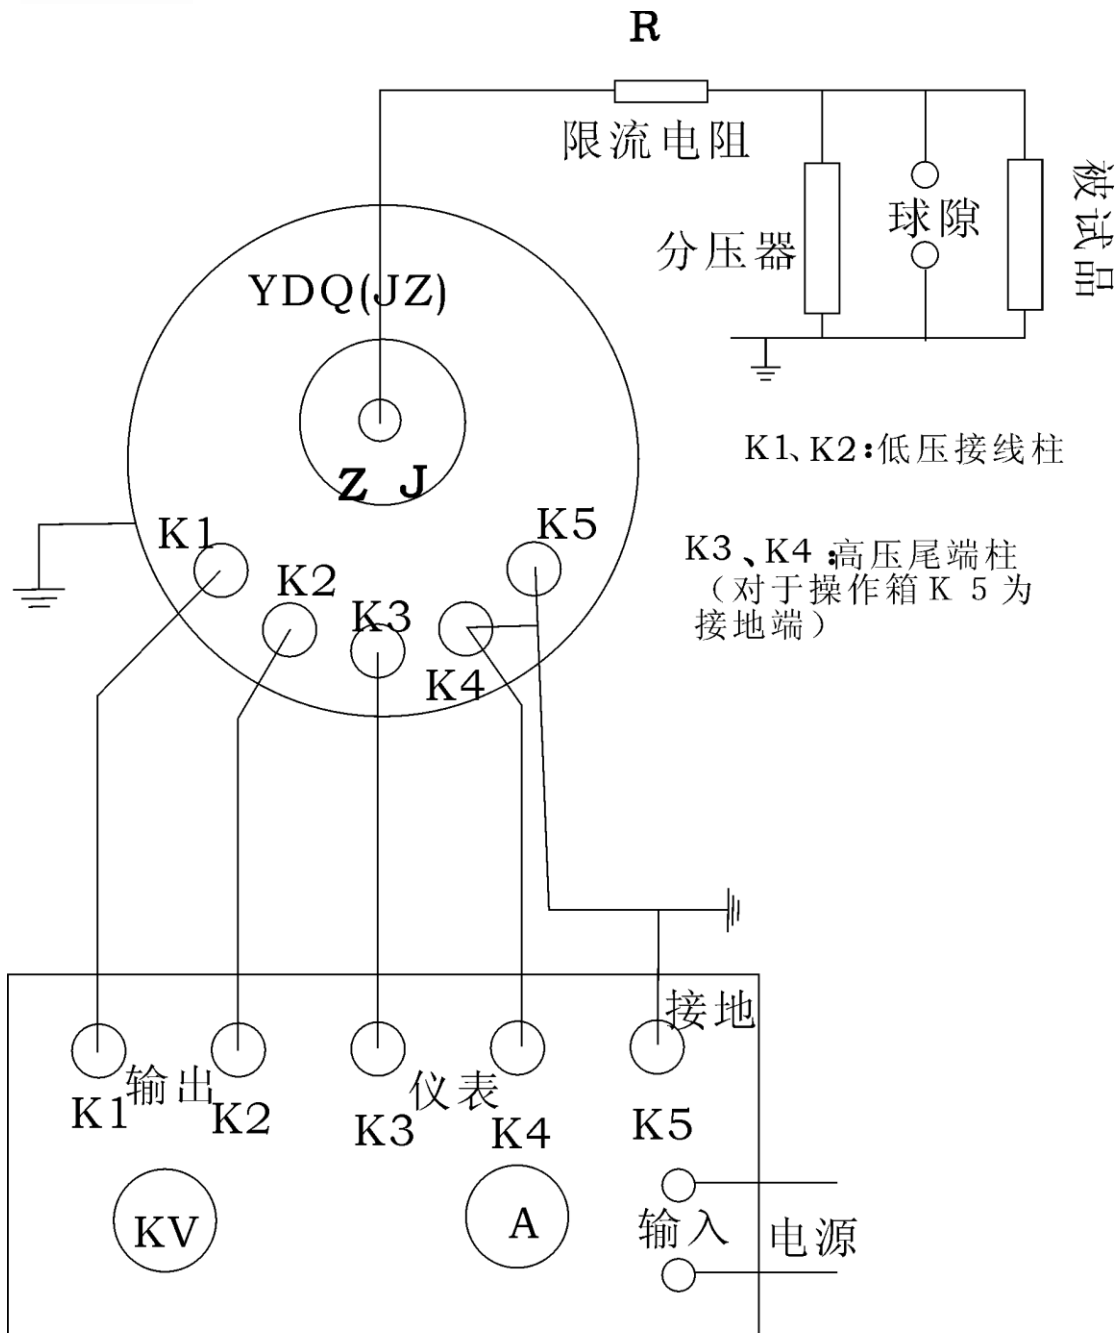 R
限流电阻
分压器
球隙
被试品
YDQ(JZ)
Z J
K1、K2:低压接线柱
K1
K2
K3
K4
K5
K3、K4:高压尾端柱
（对于操作箱K 5为
接地端）
接地
输出
仪表
K1
K2
K3
K4
K5
KV
A
输入
电源